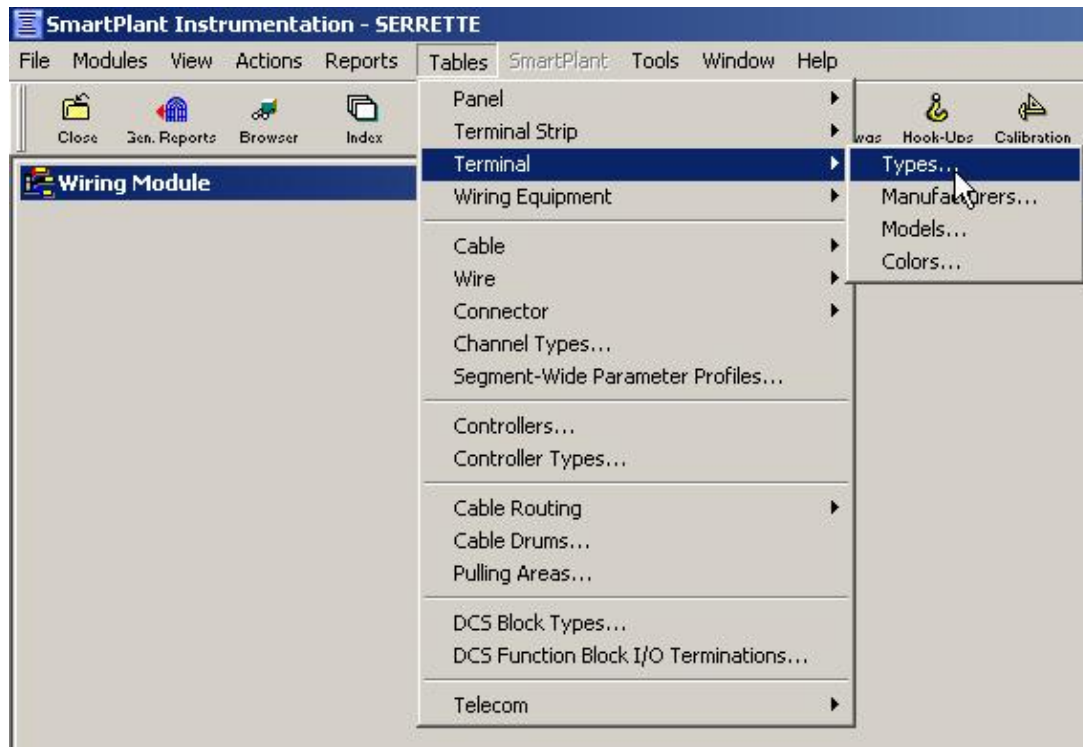 SmartPlant Instrumentation - SERRETTE
File Modules View Actions Reports Tables SmartPlant Tools Window Help
Close Gen. Reports Browser Index Hook-Ups Calibration
Wiring Module
Panel
Terminal Strip
Terminal
Wiring Equipment
Cable
Wire
Connector
Channel Types...
Segment-Wide Parameter Profiles...
Controllers...
Controller Types...
Cable Routing
Cable Drums...
Pulling Areas...
DCS Block Types...
DCS Function Block I/O Terminations...
Telecom
Types...
Manufacturers...
Models...
Colors...